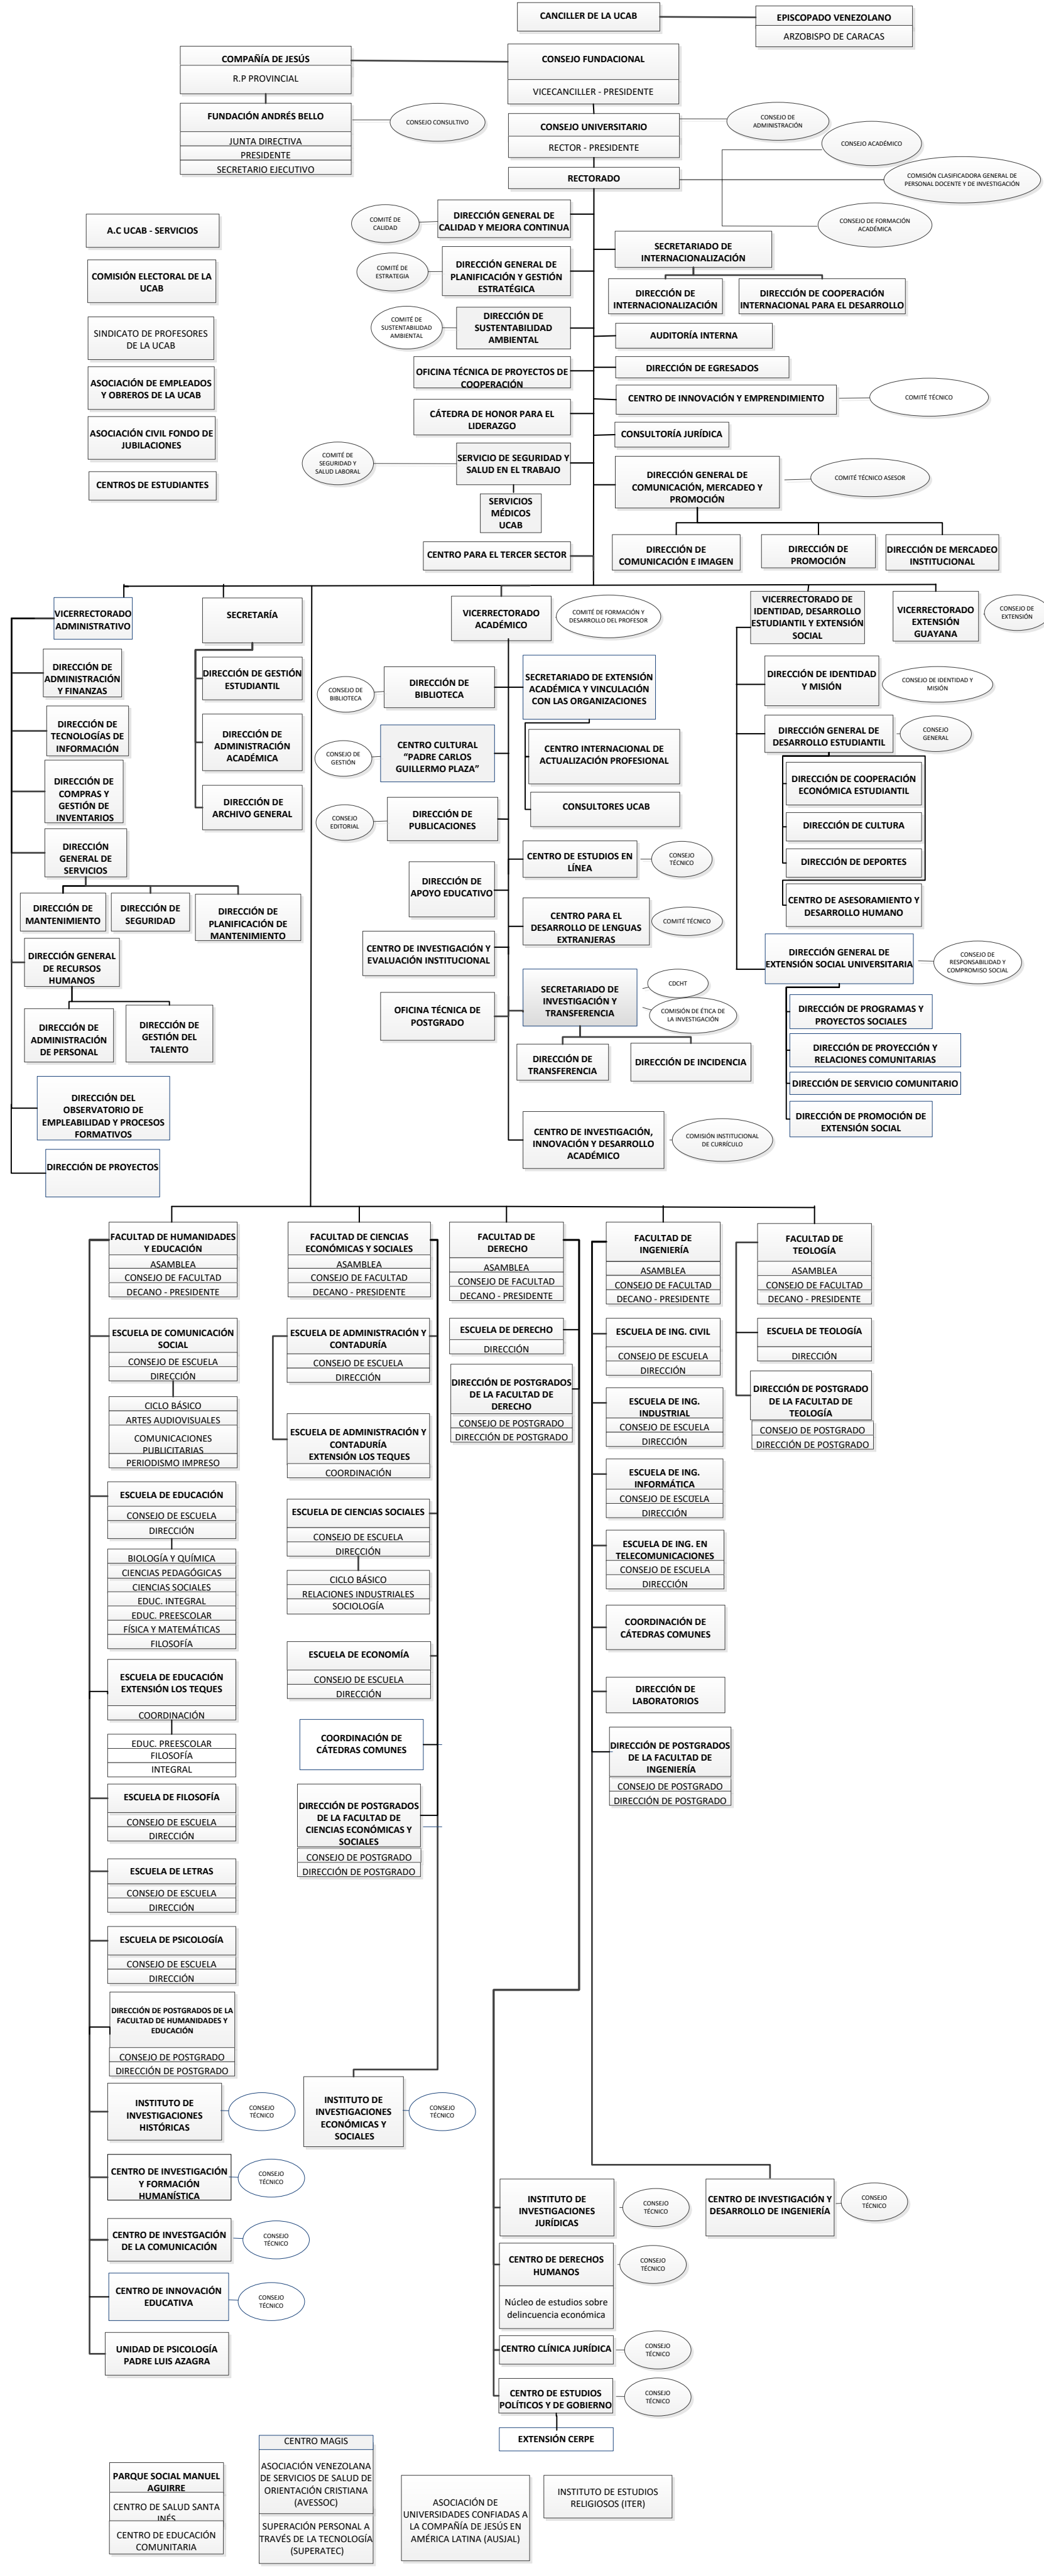 CANCILLER DE LA UCAB
EPISCOPADO VENEZOLANO
ARZOBISPO DE CARACAS
COMPAÑÍA DE JESÚS
R.P PROVINCIAL
CONSEJO FUNDACIONAL
VICECANCILLER - PRESIDENTE
FUNDACIÓN ANDRÉS BELLO
JUNTA DIRECTIVA
PRESIDENTE
SECRETARIO EJECUTIVO
CONSEJO CONSULTIVO
CONSEJO UNIVERSITARIO
RECTOR - PRESIDENTE
CONSEJO DE
ADMINISTRACIÓN
CONSEJO ACADÉMICO
RECTORADO
COMISIÓN CLASIFICADORA GENERAL DE
PERSONAL DOCENTE Y DE INVESTIGACIÓN
CONSEJO DE FORMACIÓN
ACADÉMICA
A.C UCAB - SERVICIOS
COMISIÓN ELECTORAL DE LA
UCAB
SINDICATO DE PROFESORES
DE LA UCAB
ASOCIACIÓN DE EMPLEADOS
Y OBREROS DE LA UCAB
ASOCIACIÓN CIVIL FONDO DE
JUBILACIONES
CENTROS DE ESTUDIANTES
COMITÉ DE
CALIDAD
DIRECCIÓN GENERAL DE
CALIDAD Y MEJORA CONTINUA
COMITÉ DE
ESTRATEGIA
DIRECCIÓN GENERAL DE
PLANIFICACIÓN Y GESTIÓN
ESTRATÉGICA
COMITÉ DE
SUSTENTABILIDAD
AMBIENTAL
DIRECCIÓN DE
SUSTENTABILIDAD
AMBIENTAL
OFICINA TÉCNICA DE PROYECTOS DE
COOPERACIÓN
CÁTEDRA DE HONOR PARA EL
LIDERAZGO
COMITÉ DE
SEGURIDAD Y
SALUD LABORAL
SERVICIO DE SEGURIDAD Y
SALUD EN EL TRABAJO
SERVICIOS
MÉDICOS
UCAB
CENTRO PARA EL TERCER SECTOR
SECRETARIADO DE
INTERNACIONALIZACIÓN
DIRECCIÓN DE
INTERNACIONALIZACIÓN
DIRECCIÓN DE COOPERACIÓN
INTERNACIONAL PARA EL DESARROLLO
AUDITORÍA INTERNA
DIRECCIÓN DE EGRESADOS
CENTRO DE INNOVACIÓN Y EMPRENDIMIENTO
COMITÉ TÉCNICO
CONSULTORÍA JURÍDICA
DIRECCIÓN GENERAL DE
COMUNICACIÓN, MERCADEO Y
PROMOCIÓN
COMITÉ TÉCNICO ASESOR
DIRECCIÓN DE
COMUNICACIÓN E IMAGEN
DIRECCIÓN DE
PROMOCIÓN
DIRECCIÓN DE MERCADEO
INSTITUCIONAL
VICERRECTORADO
ADMINISTRATIVO
DIRECCIÓN DE
ADMINISTRACIÓN
Y FINANZAS
DIRECCIÓN DE
TECNOLOGÍAS DE
INFORMACIÓN
DIRECCIÓN DE
COMPRAS Y
GESTIÓN DE
INVENTARIOS
DIRECCIÓN
GENERAL DE
SERVICIOS
DIRECCIÓN DE
MANTENIMIENTO
DIRECCIÓN DE
SEGURIDAD
DIRECCIÓN DE
PLANIFICACIÓN DE
MANTENIMIENTO
DIRECCIÓN GENERAL
DE RECURSOS
HUMANOS
DIRECCIÓN DE
ADMINISTRACIÓN
DE PERSONAL
DIRECCIÓN DE
GESTIÓN DEL
TALENTO
DIRECCIÓN DEL
OBSERVATORIO DE
EMPLEABILIDAD Y PROCESOS
FORMATIVOS
DIRECCIÓN DE PROYECTOS
SECRETARÍA
DIRECCIÓN DE GESTIÓN
ESTUDIANTIL
DIRECCIÓN DE
ADMINISTRACIÓN
ACADÉMICA
DIRECCIÓN DE
ARCHIVO GENERAL
VICERRECTORADO
ACADÉMICO
COMITÉ DE FORMACIÓN Y
DESARROLLO DEL PROFESOR
CONSEJO DE
BIBLIOTECA
DIRECCIÓN DE
BIBLIOTECA
CONSEJO DE
GESTIÓN
CENTRO CULTURAL
“PADRE CARLOS
GUILLERMO PLAZA”
CONSEJO
EDITORIAL
DIRECCIÓN DE
PUBLICACIONES
DIRECCIÓN DE
APOYO EDUCATIVO
CENTRO DE INVESTIGACIÓN Y
EVALUACIÓN INSTITUCIONAL
OFICINA TÉCNICA DE
POSTGRADO
SECRETARIADO DE EXTENSIÓN
ACADÉMICA Y VINCULACIÓN
CON LAS ORGANIZACIONES
CENTRO INTERNACIONAL DE
ACTUALIZACIÓN PROFESIONAL
CONSULTORES UCAB
CENTRO DE ESTUDIOS EN
LÍNEA
CONSEJO
TÉCNICO
CENTRO PARA EL
DESARROLLO DE LENGUAS
EXTRANJERAS
COMITÉ TÉCNICO
SECRETARIADO DE
INVESTIGACIÓN Y
TRANSFERENCIA
CDCHT
COMISIÓN DE ÉTICA DE
LA INVESTIGACIÓN
DIRECCIÓN DE
TRANSFERENCIA
DIRECCIÓN DE INCIDENCIA
CENTRO DE INVESTIGACIÓN,
INNOVACIÓN Y DESARROLLO
ACADÉMICO
COMISIÓN INSTITUCIONAL
DE CURRÍCULO
VICERRECTORADO DE
IDENTIDAD, DESARROLLO
ESTUDIANTIL Y EXTENSIÓN
SOCIAL
VICERRECTORADO
EXTENSIÓN
GUAYANA
CONSEJO DE
EXTENSIÓN
DIRECCIÓN DE IDENTIDAD
Y MISIÓN
CONSEJO DE IDENTIDAD Y
MISIÓN
DIRECCIÓN GENERAL DE
DESARROLLO ESTUDIANTIL
CONSEJO
GENERAL
DIRECCIÓN DE COOPERACIÓN
ECONÓMICA ESTUDIANTIL
DIRECCIÓN DE CULTURA
DIRECCIÓN DE DEPORTES
CENTRO DE ASESORAMIENTO Y
DESARROLLO HUMANO
DIRECCIÓN GENERAL DE
EXTENSIÓN SOCIAL UNIVERSITARIA
CONSEJO DE
RESPONSABILIDAD Y
COMPROMISO SOCIAL
DIRECCIÓN DE PROGRAMAS Y
PROYECTOS SOCIALES
DIRECCIÓN DE PROYECCIÓN Y
RELACIONES COMUNITARIAS
DIRECCIÓN DE SERVICIO COMUNITARIO
DIRECCIÓN DE PROMOCIÓN DE
EXTENSIÓN SOCIAL
FACULTAD DE HUMANIDADES
Y EDUCACIÓN
ASAMBLEA
CONSEJO DE FACULTAD
DECANO - PRESIDENTE
ESCUELA DE COMUNICACIÓN
SOCIAL
CONSEJO DE ESCUELA
DIRECCIÓN
CICLO BÁSICO
ARTES AUDIOVISUALES
COMUNICACIONES
PUBLICITARIAS
PERIODISMO IMPRESO
ESCUELA DE EDUCACIÓN
CONSEJO DE ESCUELA
DIRECCIÓN
BIOLOGÍA Y QUÍMICA
CIENCIAS PEDAGÓGICAS
CIENCIAS SOCIALES
EDUC. INTEGRAL
EDUC. PREESCOLAR
FÍSICA Y MATEMÁTICAS
FILOSOFÍA
ESCUELA DE EDUCACIÓN
EXTENSIÓN LOS TEQUES
COORDINACIÓN
EDUC. PREESCOLAR
FILOSOFÍA
INTEGRAL
ESCUELA DE FILOSOFÍA
CONSEJO DE ESCUELA
DIRECCIÓN
ESCUELA DE LETRAS
CONSEJO DE ESCUELA
DIRECCIÓN
ESCUELA DE PSICOLOGÍA
CONSEJO DE ESCUELA
DIRECCIÓN
DIRECCIÓN DE POSTGRADOS DE LA
FACULTAD DE HUMANIDADES Y
EDUCACIÓN
CONSEJO DE POSTGRADO
DIRECCIÓN DE POSTGRADO
INSTITUTO DE
INVESTIGACIONES
HISTÓRICAS
CONSEJO
TÉCNICO
CENTRO DE INVESTIGACIÓN
Y FORMACIÓN
HUMANÍSTICA
CONSEJO
TÉCNICO
CENTRO DE INVESTGACIÓN
DE LA COMUNICACIÓN
CONSEJO
TÉCNICO
CENTRO DE INNOVACIÓN
EDUCATIVA
CONSEJO
TÉCNICO
UNIDAD DE PSICOLOGÍA
PADRE LUIS AZAGRA
FACULTAD DE CIENCIAS
ECONÓMICAS Y SOCIALES
ASAMBLEA
CONSEJO DE FACULTAD
DECANO - PRESIDENTE
ESCUELA DE ADMINISTRACIÓN Y
CONTADURÍA
CONSEJO DE ESCUELA
DIRECCIÓN
ESCUELA DE ADMINISTRACIÓN Y
CONTADURÍA
EXTENSIÓN LOS TEQUES
COORDINACIÓN
ESCUELA DE CIENCIAS SOCIALES
CONSEJO DE ESCUELA
DIRECCIÓN
CICLO BÁSICO
RELACIONES INDUSTRIALES
SOCIOLOGÍA
ESCUELA DE ECONOMÍA
CONSEJO DE ESCUELA
DIRECCIÓN
COORDINACIÓN DE
CÁTEDRAS COMUNES
DIRECCIÓN DE POSTGRADOS
DE LA FACULTAD DE
CIENCIAS ECONÓMICAS Y
SOCIALES
CONSEJO DE POSTGRADO
DIRECCIÓN DE POSTGRADO
INSTITUTO DE
INVESTIGACIONES
ECONÓMICAS Y
SOCIALES
CONSEJO
TÉCNICO
FACULTAD DE
DERECHO
ASAMBLEA
CONSEJO DE FACULTAD
DECANO - PRESIDENTE
ESCUELA DE DERECHO
DIRECCIÓN
DIRECCIÓN DE POSTGRADOS
DE LA FACULTAD DE
DERECHO
CONSEJO DE POSTGRADO
DIRECCIÓN DE POSTGRADO
FACULTAD DE
INGENIERÍA
ASAMBLEA
CONSEJO DE FACULTAD
DECANO - PRESIDENTE
ESCUELA DE ING. CIVIL
CONSEJO DE ESCUELA
DIRECCIÓN
ESCUELA DE ING.
INDUSTRIAL
CONSEJO DE ESCUELA
DIRECCIÓN
ESCUELA DE ING.
INFORMÁTICA
CONSEJO DE ESCUELA
DIRECCIÓN
ESCUELA DE ING. EN
TELECOMUNICACIONES
CONSEJO DE ESCUELA
DIRECCIÓN
COORDINACIÓN DE
CÁTEDRAS COMUNES
DIRECCIÓN DE
LABORATORIOS
DIRECCIÓN DE POSTGRADOS
DE LA FACULTAD DE
INGENIERÍA
CONSEJO DE POSTGRADO
DIRECCIÓN DE POSTGRADO
FACULTAD DE
TEOLOGÍA
ASAMBLEA
CONSEJO DE FACULTAD
DECANO - PRESIDENTE
ESCUELA DE TEOLOGÍA
DIRECCIÓN
DIRECCIÓN DE POSTGRADO
DE LA FACULTAD DE
TEOLOGÍA
CONSEJO DE POSTGRADO
DIRECCIÓN DE POSTGRADO
INSTITUTO DE
INVESTIGACIONES
JURÍDICAS
CONSEJO
TÉCNICO
CENTRO DE DERECHOS
HUMANOS
CONSEJO
TÉCNICO
Núcleo de estudios sobre
delincuencia económica
CENTRO CLÍNICA JURÍDICA
CONSEJO
TÉCNICO
CENTRO DE ESTUDIOS
POLÍTICOS Y DE GOBIERNO
CONSEJO
TÉCNICO
EXTENSIÓN CERPE
CENTRO DE INVESTIGACIÓN Y
DESARROLLO DE INGENIERÍA
CONSEJO
TÉCNICO
PARQUE SOCIAL MANUEL
AGUIRRE
CENTRO DE SALUD SANTA
INÉS
CENTRO DE EDUCACIÓN
COMUNITARIA
CENTRO MAGIS
ASOCIACIÓN VENEZOLANA
DE SERVICIOS DE SALUD DE
ORIENTACIÓN CRISTIANA
(AVESSOC)
SUPERACIÓN PERSONAL A
TRAVÉS DE LA TECNOLOGÍA
(SUPERATEC)
ASOCIACIÓN DE
UNIVERSIDADES CONFIADAS A
LA COMPAÑÍA DE JESÚS EN
AMÉRICA LATINA (AUSJAL)
INSTITUTO DE ESTUDIOS
RELIGIOSOS (ITER)